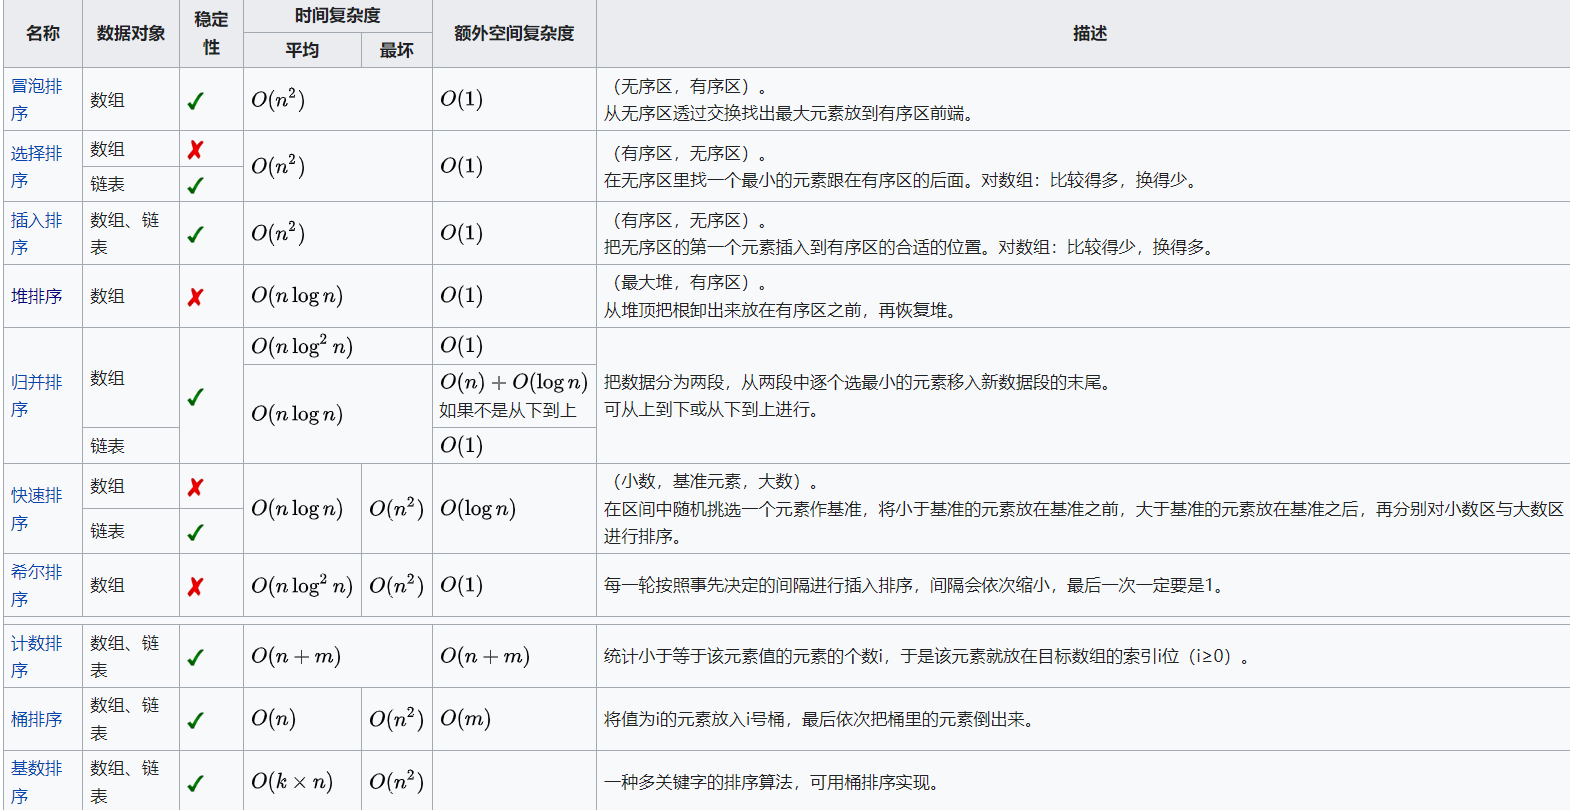 名称 数据对象 稳定性 时间复杂度 额外空间复杂度 描述
平均 最坏
冒泡排序 数组 ✓ O(n²) O(1) （无序区，有序区）。
从无序区透过交换找出最大元素放到有序区前端。
选择排序 数组 ✗ O(n²) O(1) （有序区，无序区）。
链表 ✓ 在无序区里找一个最小的元素跟在有序区的后面。对数组：比较得多，换得少。
插入排序 数组、链表 ✓ O(n²) O(1) （有序区，无序区）。
把无序区的第一个元素插入到有序区的合适的位置。对数组：比较得少，换得多。
堆排序 数组 ✗ O(n log n) O(1) （最大堆，有序区）。
从堆顶把根卸出来放在有序区之前，再恢复堆。
归并排序 数组 ✓ O(n log² n) O(1)
O(n log n) O(n) + O(log n)
如果不是从下到上
把数据分为两段，从两段中逐个选最小的元素移入新数据段的末尾。
可从上到下或从下到上进行。
链表 O(1)
快速排序 数组 ✗ O(n log n) O(n²) O(log n) （小数，基准元素，大数）。
链表 ✓ 在区间中随机挑选一个元素作基准，将小于基准的元素放在基准之前，大于基准的元素放在基准之后，再分别对小数区与大数区
进行排序。
希尔排序 数组 ✗ O(n log² n) O(n²) O(1) 每一轮按照事先决定的间隔进行插入排序，间隔会依次缩小，最后一次一定要是1。
计数排序 数组、链表 ✓ O(n + m) O(n + m) 统计小于等于该元素值的元素的个数i，于是该元素就放在目标数组的索引i位（i≥0）。
桶排序 数组、链表 ✓ O(n) O(n²) O(m) 将值为i的元素放入i号桶，最后依次把桶里的元素倒出来。
基数排序 数组、链表 ✓ O(k × n) O(n²) 一种多关键字的排序算法，可用桶排序实现。